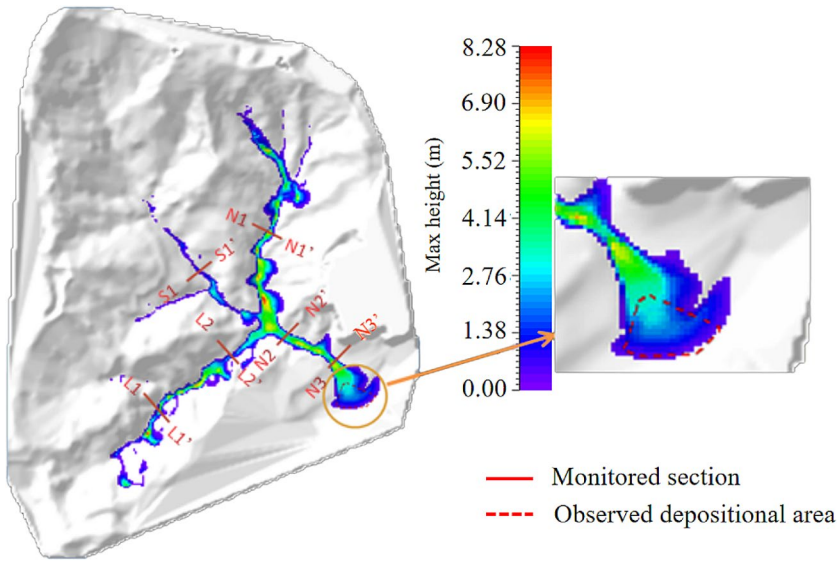 8.28
6.90
5.52
4.14
2.76
1.38
0.00
Max height (m)
N1
N1'
S1'
S1
N2'
L2
N2
N3'
L2'
N3
L1
L1'
Monitored section
Observed depositional area